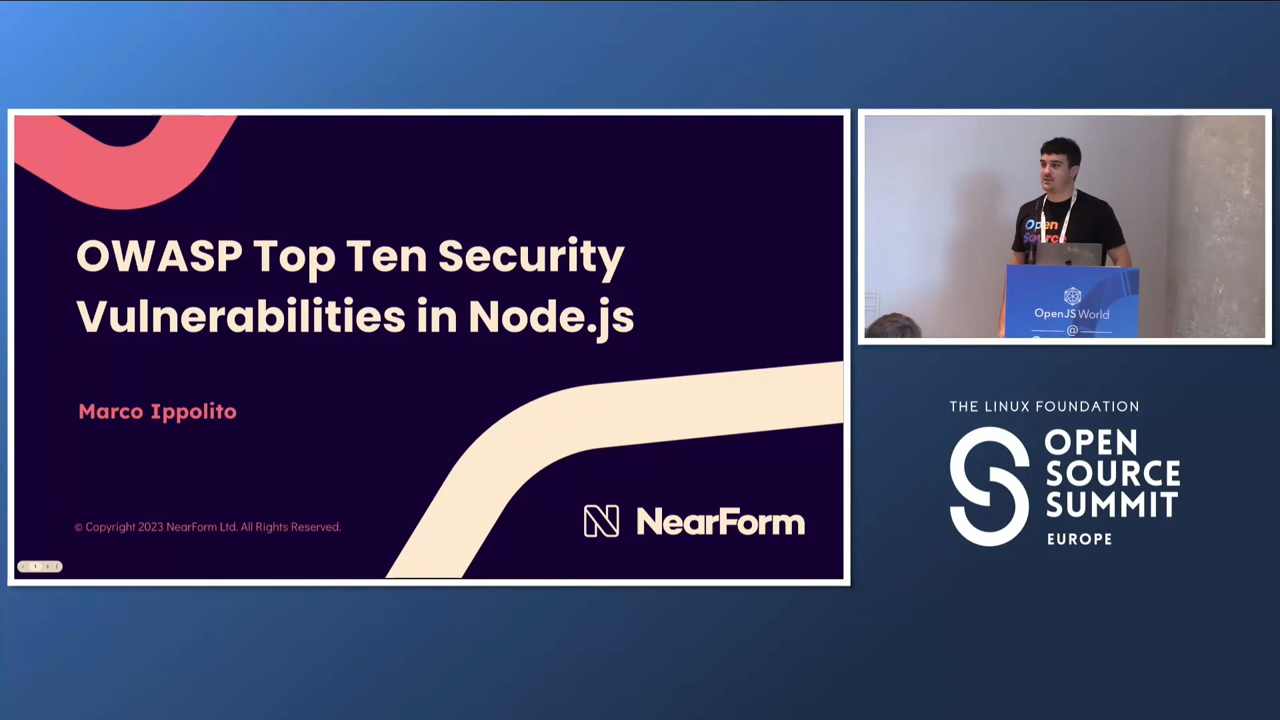 OWASP Top Ten Security
Vulnerabilities in Node.js
Marco Ippolito
© Copyright 2023 NearForm Ltd. All Rights Reserved.
NearForm
Open
Source
OpenJS World
@
THE LINUX FOUNDATION
OPEN
SOURCE
SUMMIT
EUROPE